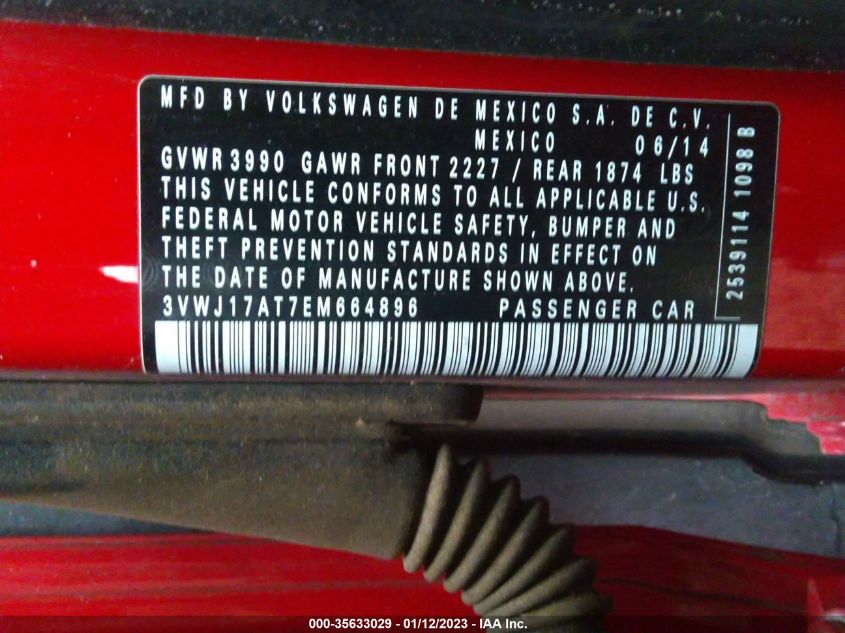 MFD BY VOLKSWAGEN DE MEXICO S.A. DE C.V.
MEXICO 06/14
GVWR 3990 GAWR FRONT 2227 / REAR 1874 LBS
THIS VEHICLE CONFORMS TO ALL APPLICABLE U.S.
FEDERAL MOTOR VEHICLE SAFETY, BUMPER AND
THEFT PREVENTION STANDARDS IN EFFECT ON
THE DATE OF MANUFACTURE SHOWN ABOVE.
3VWJ17AT7EM664896 PASSENGER CAR
2539114 1098 B
000-35633029 - 01/12/2023 - IAA Inc.